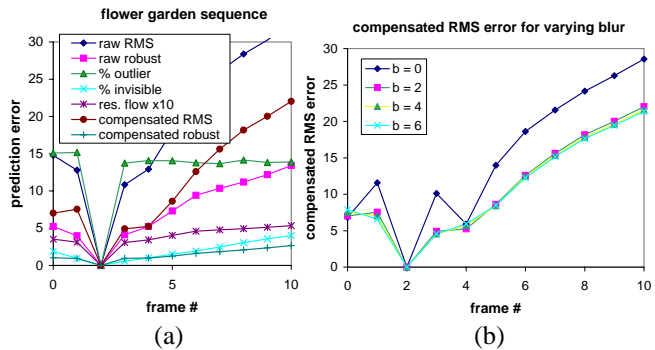 flower garden sequence
30
25
20
15
10
5
0
prediction error
raw RMS
raw robust
% outlier
% invisible
res. flow x10
compensated RMS
compensated robust
0
5
10
frame #
(a)
compensated RMS error for varying blur
30
25
20
15
10
5
0
compensated RMS error
b = 0
b = 2
b = 4
b = 6
0
2
4
6
8
10
frame #
(b)